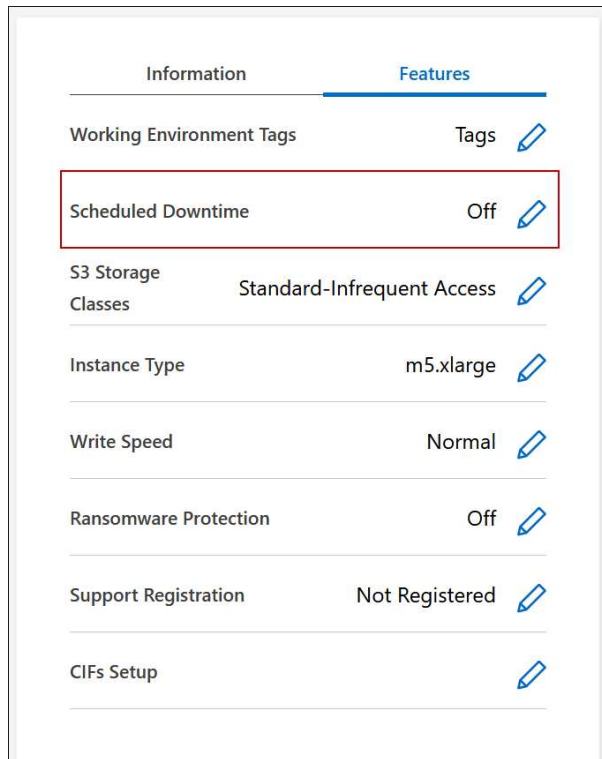 Information Features
Working Environment Tags Tags
Scheduled Downtime Off
S3 Storage
Classes Standard-Infrequent Access
Instance Type m5.xlarge
Write Speed Normal
Ransomware Protection Off
Support Registration Not Registered
CIFs Setup